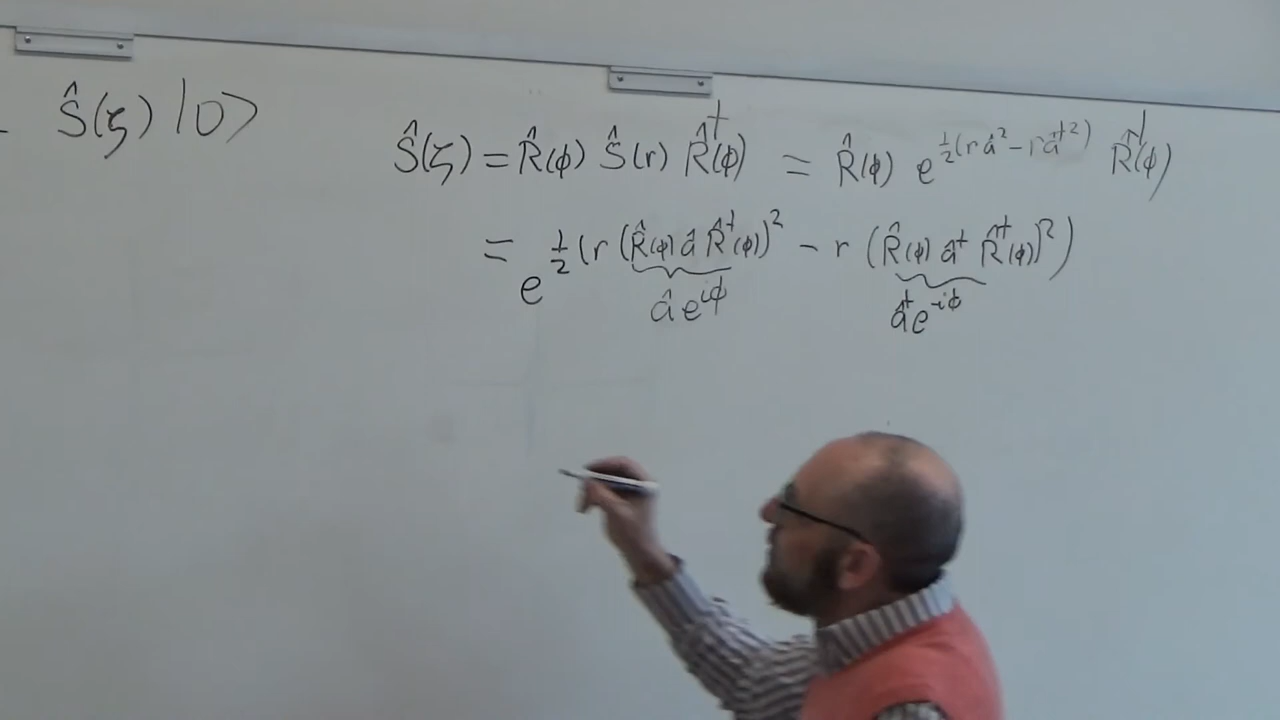 Ŝ(ζ) |0⟩
Ŝ(ζ) = R̂(ϕ) Ŝ(r) R̂†(ϕ) = R̂(ϕ) e^{½(r â² − r â†²)} R̂†(ϕ)
= e^{½(r (R̂(ϕ) â R̂†(ϕ))² − r (R̂(ϕ) â† R̂†(ϕ))²)}
â e^{iϕ} â† e^{-iϕ}